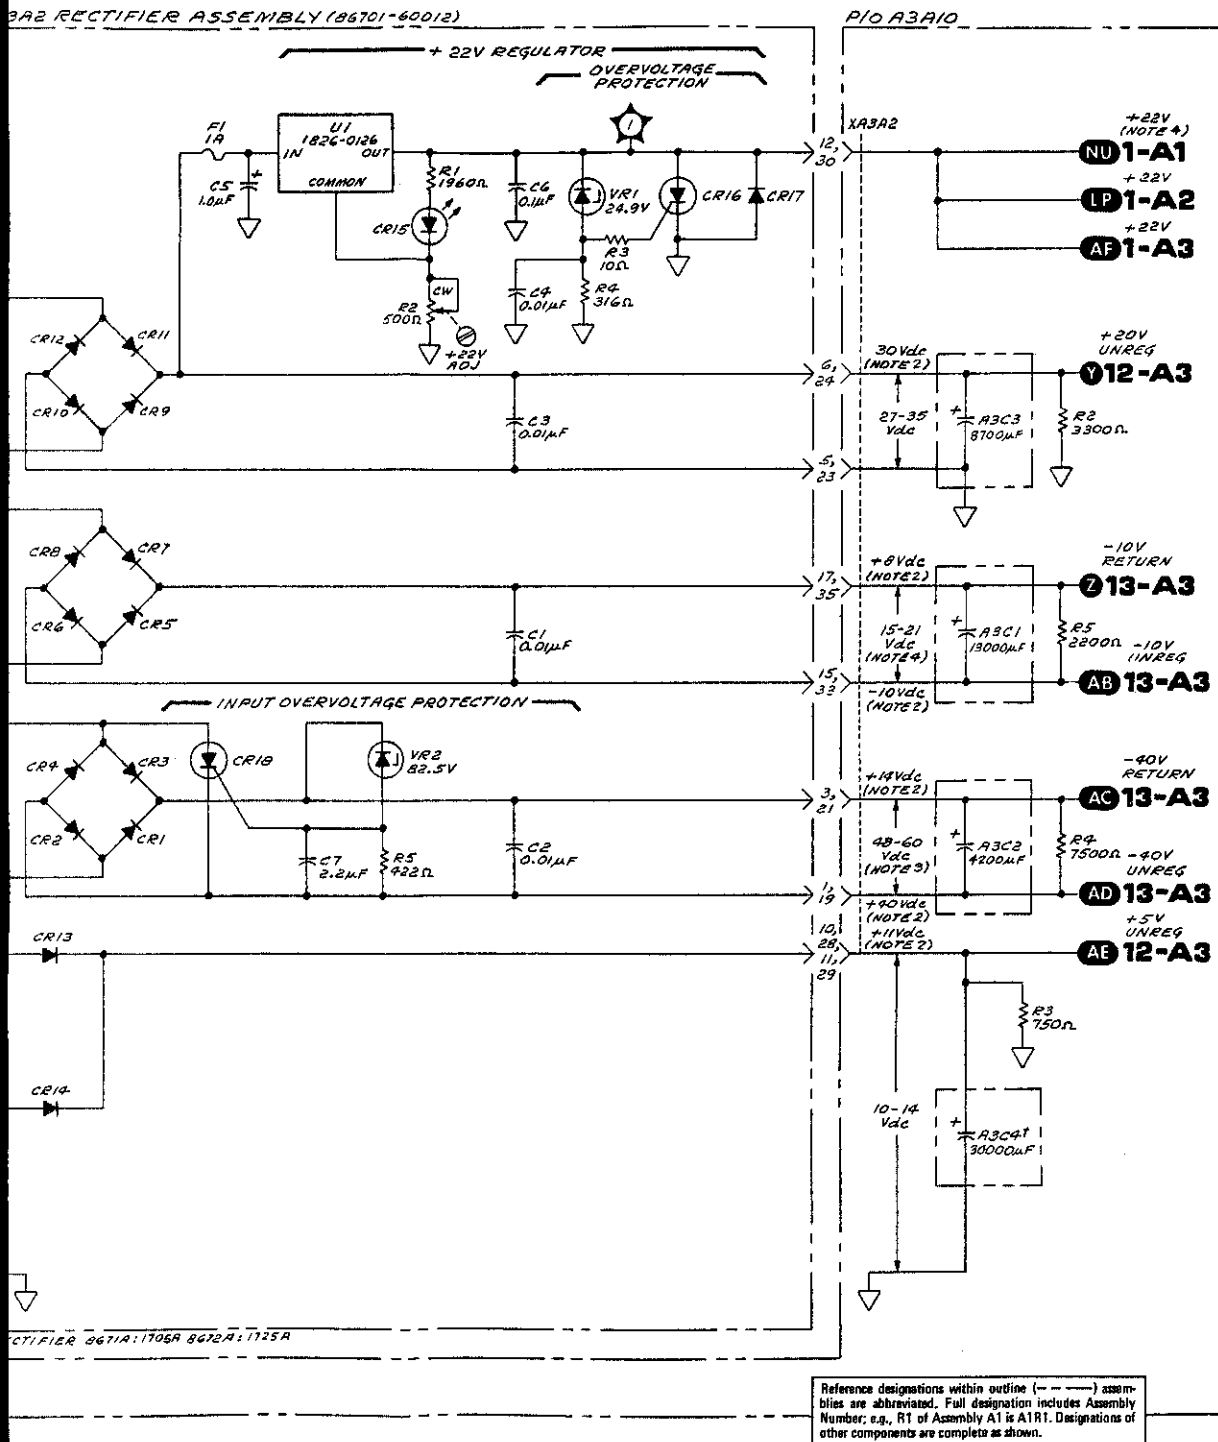 3A2 RECTIFIER ASSEMBLY (86701-60012)
P/O A3A10
+22V REGULATOR
OVERVOLTAGE
PROTECTION
1
XA3A2
F1
1A
U1
1826-0126
IN
OUT
COMMON
C5
1.0µF
+
R1
1960Ω
CR15
C6
0.1µF
VR1
24.9V
CR16
CR17
R3
10Ω
C4
0.01µF
R4
316Ω
R2
500Ω
CW
+22V
ADJ
12,
30
+22V
(NOTE 4)
NU 1-A1
+22V
LP 1-A2
+22V
AF 1-A3
CR12
CR11
CR10
CR9
C3
0.01µF
6,
24
5,
23
30Vdc
(NOTE 2)
27-35
Vdc
+
A3C3
8700µF
R2
3300Ω
+20V
UNREG
Y 12-A3
CR8
CR7
CR6
CR5
C1
0.01µF
17,
35
15,
33
+8Vdc
(NOTE 2)
15-21
Vdc
(NOTE 4)
-10Vdc
(NOTE 2)
+
A3C1
13000µF
R5
2200Ω
-10V
RETURN
Z 13-A3
-10V
UNREG
AB 13-A3
INPUT OVERVOLTAGE PROTECTION
CR4
CR3
CR2
CR1
CR18
VR2
82.5V
C7
2.2µF
R5
422Ω
C2
0.01µF
3,
21
1,
19
+14Vdc
(NOTE 2)
48-60
Vdc
(NOTE 3)
+40Vdc
(NOTE 2)
+
A3C2
4200µF
R4
7500Ω
-40V
RETURN
AC 13-A3
-40V
UNREG
AD 13-A3
CR13
CR14
10,
28,
11,
29
+11Vdc
(NOTE 2)
+5V
UNREG
AE 12-A3
R3
750Ω
10-14
Vdc
+
A3C4†
30000µF
CTIFIER 8671A:1705A 8672A:1725A
Reference designations within outline (— — ——) assem-
blies are abbreviated. Full designation includes Assembly
Number; e.g., R1 of Assembly A1 is A1R1. Designations of
other components are complete as shown.